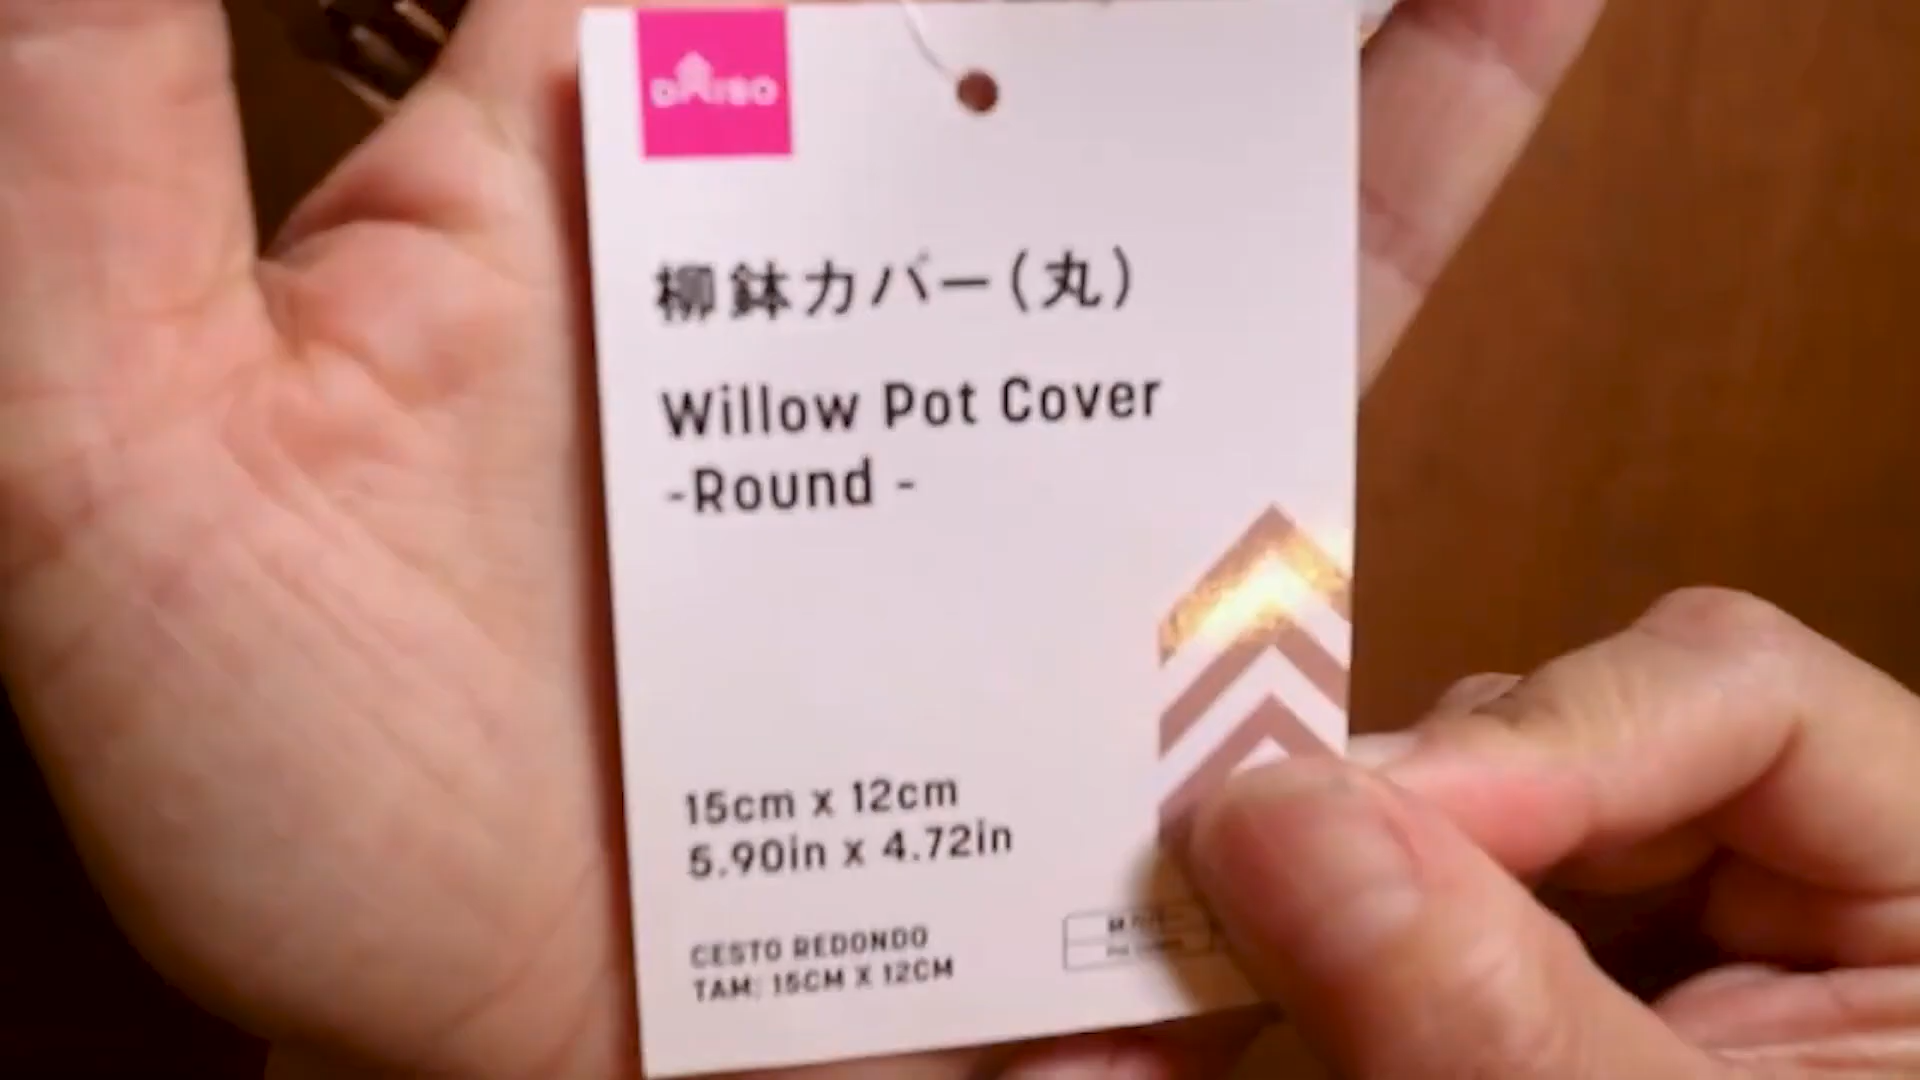 DAISO
柳鉢カバー（丸）
Willow Pot Cover
-Round -
15cm x 12cm
5.90in x 4.72in
CESTO REDONDO
TAM: 15CM X 12CM